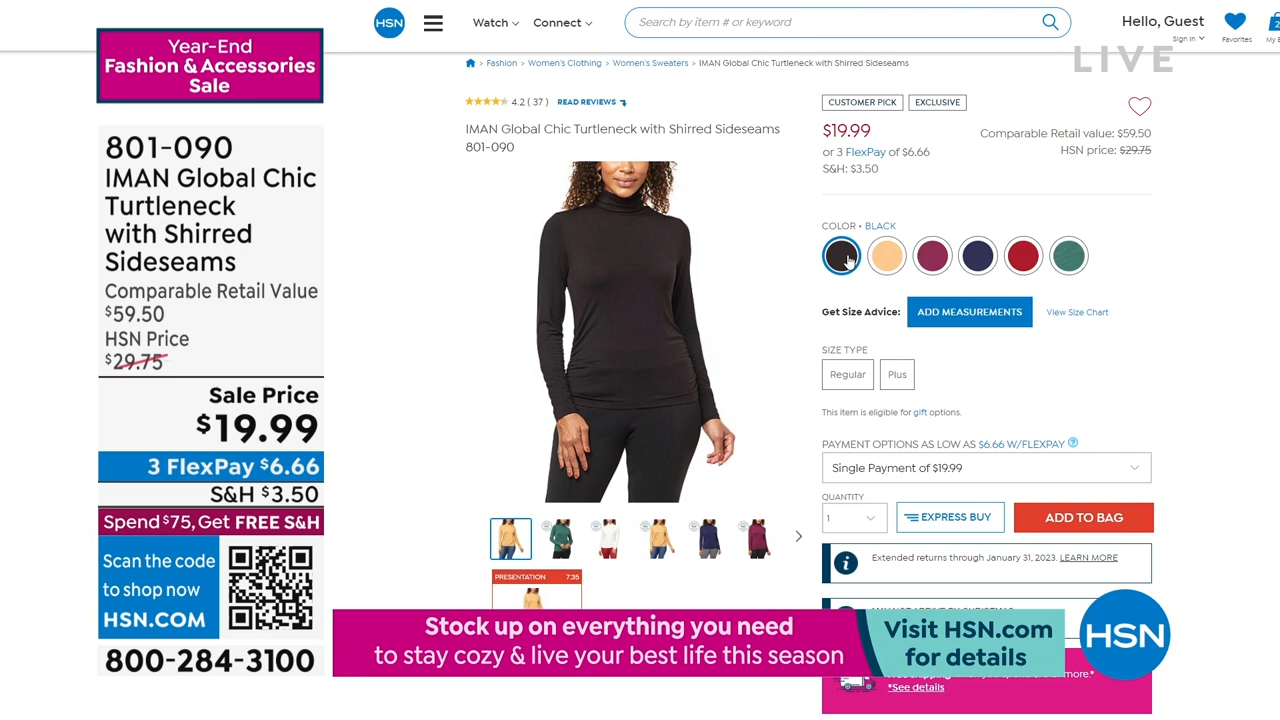 Year-End
Fashion & Accessories
Sale
801-090
IMAN Global Chic
Turtleneck
with Shirred
Sideseams
Comparable Retail Value
$59.50
HSN Price
$29.75
Sale Price
$19.99
3 FlexPay $6.66
S&H $3.50
Spend $75, Get FREE S&H
Scan the code
to shop now
HSN.COM
800-284-3100
HSN
Watch
Connect
Search by item # or keyword
Hello, Guest
Sign In
Favorites
LIVE
> Fashion > Women's Clothing > Women's Sweaters > IMAN Global Chic Turtleneck with Shirred Sideseams
4.2 ( 37 ) READ REVIEWS
IMAN Global Chic Turtleneck with Shirred Sideseams
801-090
PRESENTATION 7:35
CUSTOMER PICK EXCLUSIVE
$19.99
or 3 FlexPay of $6.66
S&H: $3.50
Comparable Retail value: $59.50
HSN price: $29.75
COLOR • BLACK
Get Size Advice: ADD MEASUREMENTS View Size Chart
SIZE TYPE
Regular Plus
This item is eligible for gift options.
PAYMENT OPTIONS AS LOW AS $6.66 W/FLEXPAY ?
Single Payment of $19.99
QUANTITY
1 EXPRESS BUY ADD TO BAG
Extended returns through January 31, 2023. LEARN MORE
more.*
*See details
Stock up on everything you need
to stay cozy & live your best life this season
Visit HSN.com
for details
HSN